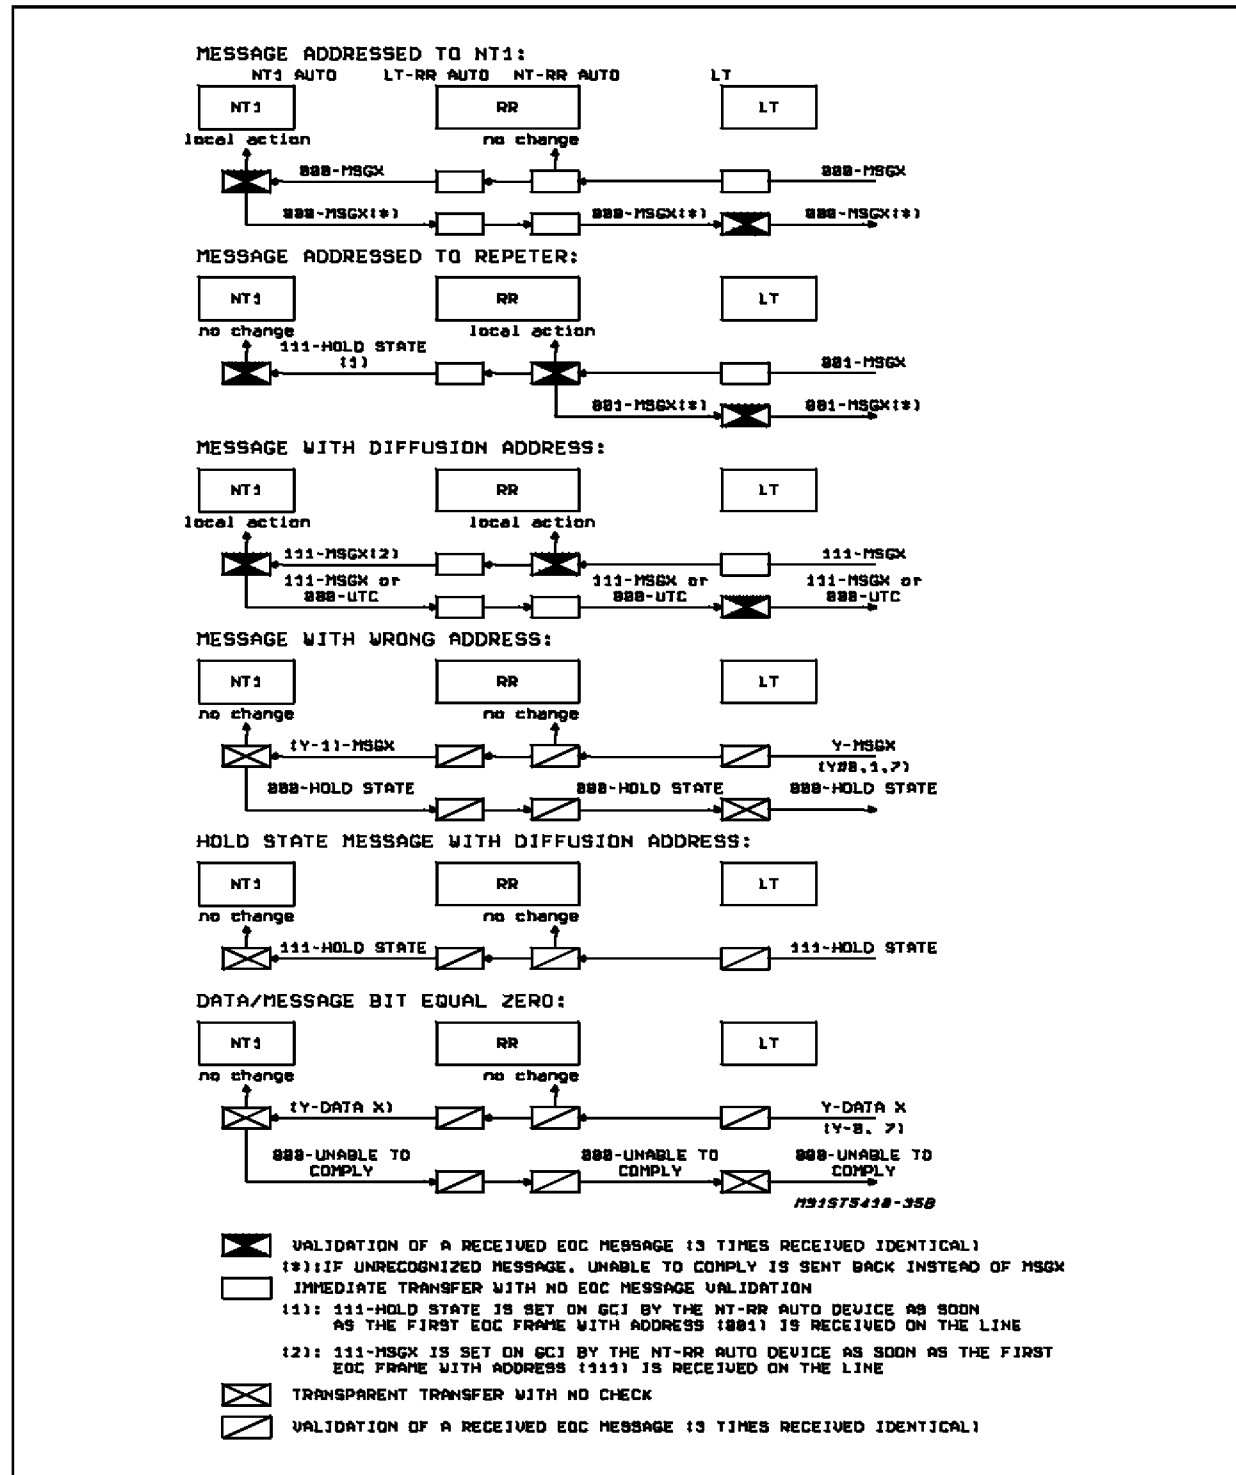 MESSAGE ADDRESSED TO NT1:
NT1 AUTO LT-RR AUTO NT-RR AUTO LT
NT1 RR LT
local action no change
000-MSGX 000-MSGX
000-MSGX(*) 000-MSGX(*) 000-MSGX(*)
MESSAGE ADDRESSED TO REPETER:
NT1 RR LT
no change local action
111-HOLD STATE
(1) 001-MSGX
001-MSGX(*) 001-MSGX(*)
MESSAGE WITH DIFFUSION ADDRESS:
NT1 RR LT
local action local action
111-MSGX(2) 111-MSGX
111-MSGX or 111-MSGX or 111-MSGX or
000-UTC 000-UTC 000-UTC
MESSAGE WITH WRONG ADDRESS:
NT1 RR LT
no change no change
(Y-1)-MSGX Y-MSGX
(Y#0,1,7)
000-HOLD STATE 000-HOLD STATE 000-HOLD STATE
HOLD STATE MESSAGE WITH DIFFUSION ADDRESS:
NT1 RR LT
no change no change
111-HOLD STATE 111-HOLD STATE
DATA/MESSAGE BIT EQUAL ZERO:
NT1 RR LT
no change no change
(Y-DATA X) Y-DATA X
(Y-0, 7)
000-UNABLE TO 000-UNABLE TO 000-UNABLE TO
COMPLY COMPLY COMPLY
M91ST5410-35B
VALIDATION OF A RECEIVED EOC MESSAGE (3 TIMES RECEIVED IDENTICAL)
(*):IF UNRECOGNIZED MESSAGE, UNABLE TO COMPLY IS SENT BACK INSTEAD OF MSGX
IMMEDIATE TRANSFER WITH NO EOC MESSAGE VALIDATION
(1): 111-HOLD STATE IS SET ON GCI BY THE NT-RR AUTO DEVICE AS SOON
AS THE FIRST EOC FRAME WITH ADDRESS (001) IS RECEIVED ON THE LINE
(2): 111-MSGX IS SET ON GCI BY THE NT-RR AUTO DEVICE AS SOON AS THE FIRST
EOC FRAME WITH ADDRESS (111) IS RECEIVED ON THE LINE
TRANSPARENT TRANSFER WITH NO CHECK
VALIDATION OF A RECEIVED EOC MESSAGE (3 TIMES RECEIVED IDENTICAL)